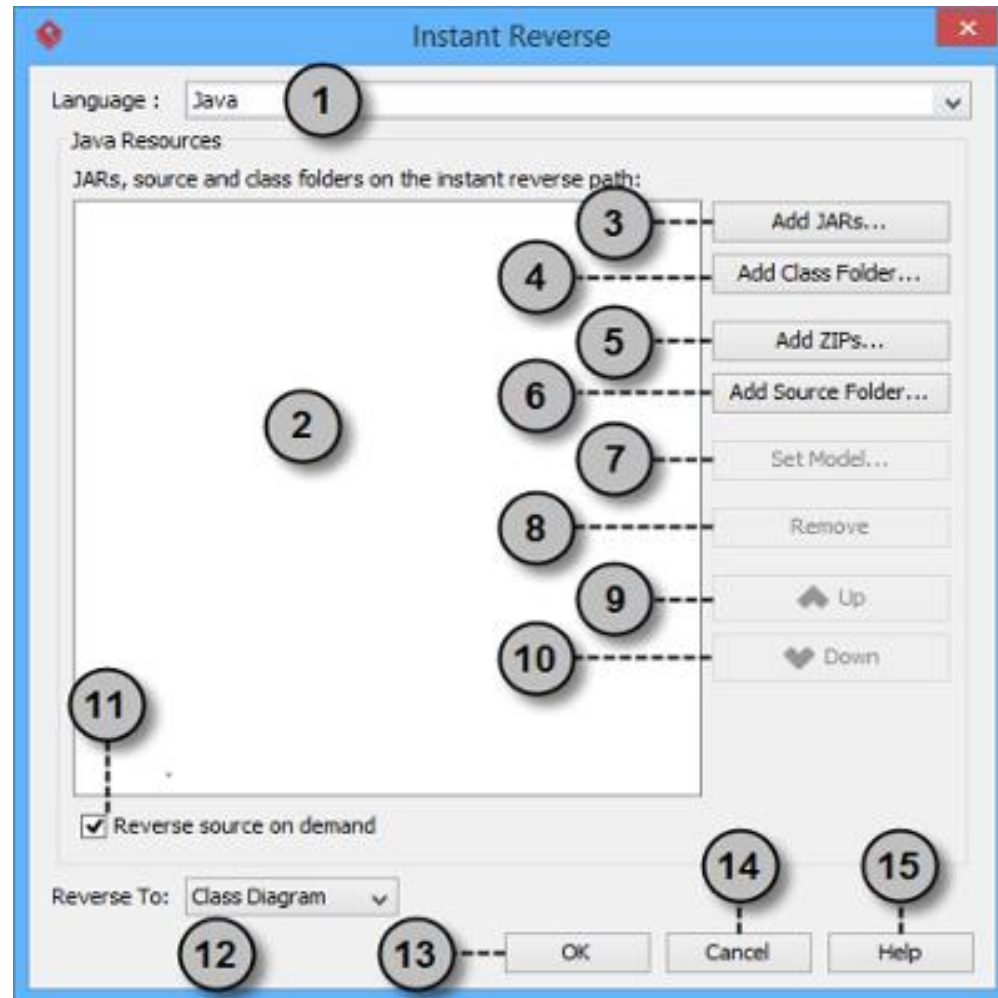 Instant Reverse
Language : Java 1
Java Resources
JARs, source and class folders on the instant reverse path:
3 Add JARs...
4 Add Class Folder...
5 Add ZIPs...
6 Add Source Folder...
2
7 Set Model...
8 Remove
9 Up
10 Down
11
Reverse source on demand
14 15
Reverse To: Class Diagram
12 13 OK Cancel Help